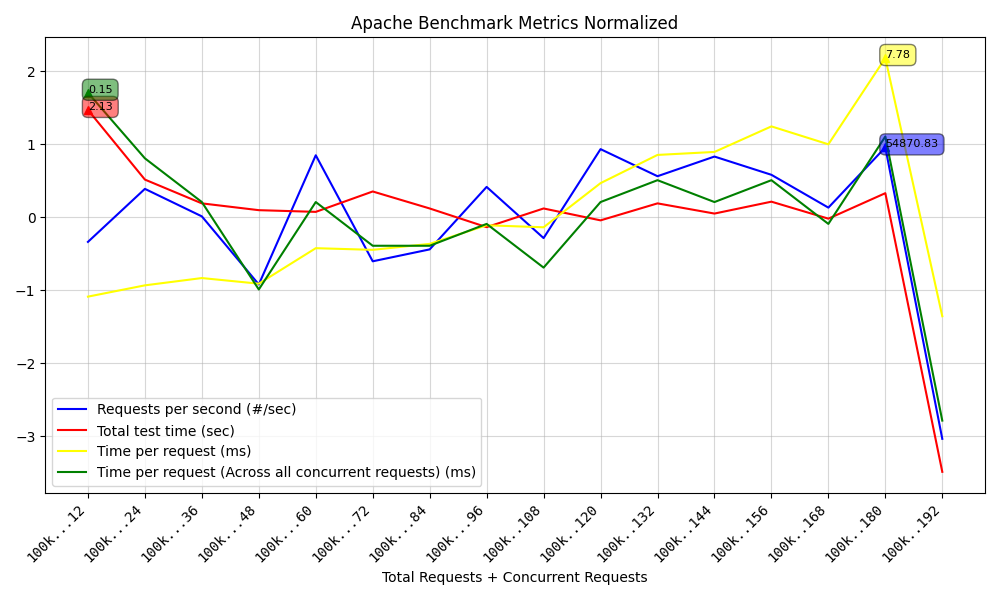 Apache Benchmark Metrics Normalized
7.78
0.15
2.13
54870.83
2
1
0
−1
−2
−3
Requests per second (#/sec)
Total test time (sec)
Time per request (ms)
Time per request (Across all concurrent requests) (ms)
100k...12
100k...24
100k...36
100k...48
100k...60
100k...72
100k...84
100k...96
100k...108
100k...120
100k...132
100k...144
100k...156
100k...168
100k...180
100k...192
Total Requests + Concurrent Requests